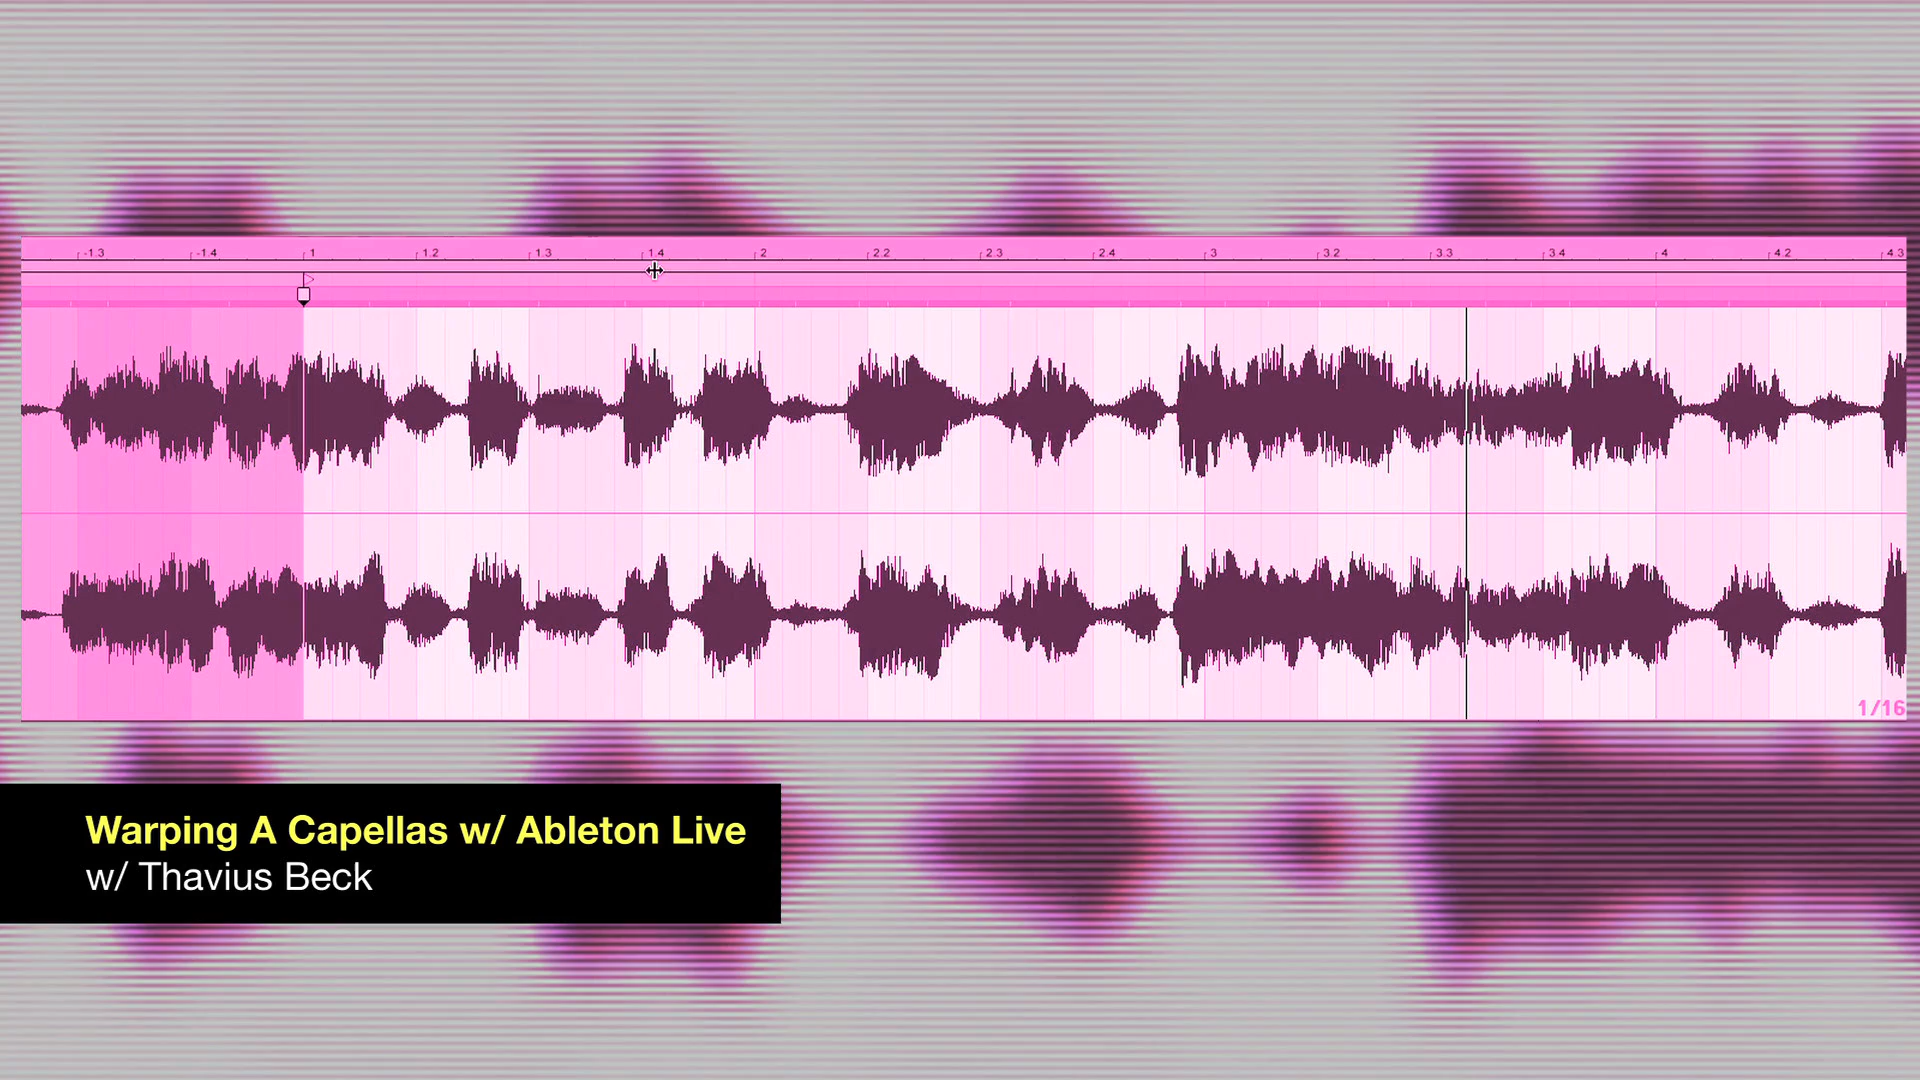 -1.3 -1.4 1 1.2 1.3 1.4 2 2.2 2.3 2.4 3 3.2 3.3 3.4 4 4.2 4.3
1/16
Warping A Capellas w/ Ableton Live
w/ Thavius Beck